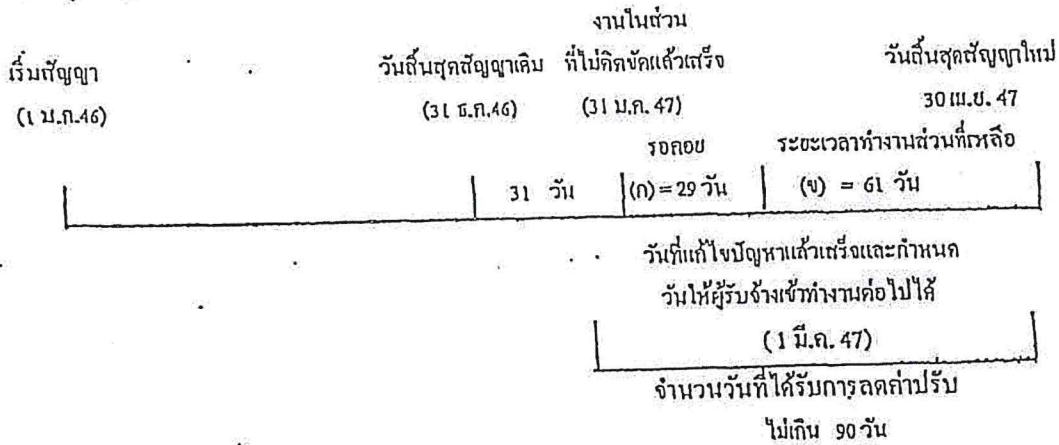 งานในส่วน
เริ่มสัญญา วันสิ้นสุดสัญญาเดิม ที่ไม่ติดขัดแล้วเสร็จ วันสิ้นสุดสัญญาใหม่
(1 ม.ค.46) (31 ธ.ค.46) (31 ม.ค. 47) 30 เม.ย. 47
รอคอย ระยะเวลาทำงานส่วนที่เหลือ
31 วัน (ก) = 29 วัน (ข) = 61 วัน
วันที่แก้ไขปัญหาแล้วเสร็จและกำหนด
วันให้ผู้รับจ้างเข้าทำงานต่อไปได้
(1 มี.ค. 47)
จำนวนวันที่ได้รับการลดค่าปรับ
ไม่เกิน 90 วัน